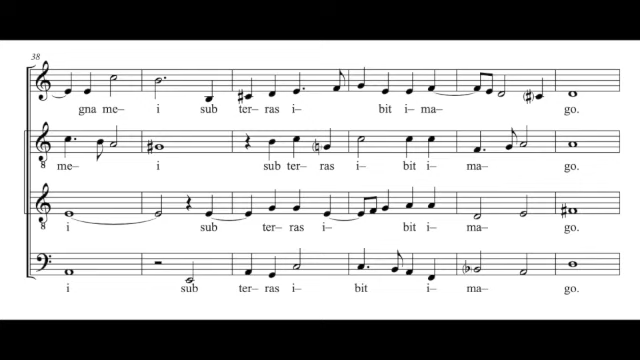 38
gna me– i sub ter– ras i– bit i– ma– go.
me– i sub ter– ras i– bit i– ma– go.
i sub ter– ras i– bit i– ma– go.
i sub ter– ras i– bit i– ma– go.